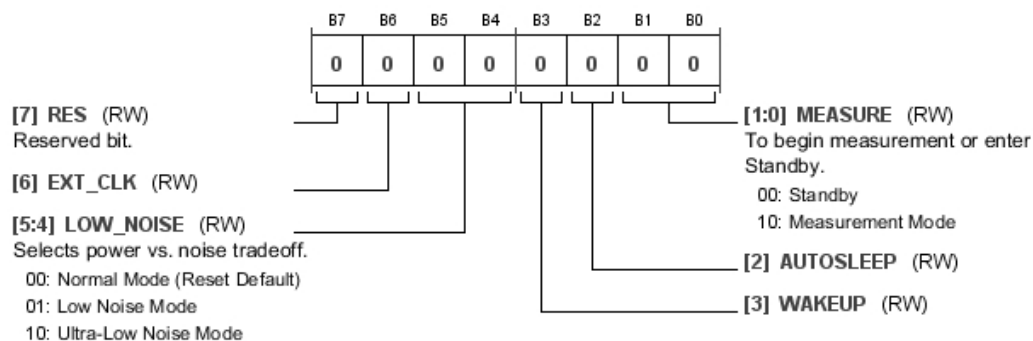 B7 B6 B5 B4 B3 B2 B1 B0
0 0 0 0 0 0 0 0
[7] RES (RW)
Reserved bit.
[6] EXT_CLK (RW)
[5:4] LOW_NOISE (RW)
Selects power vs. noise tradeoff.
00: Normal Mode (Reset Default)
01: Low Noise Mode
10: Ultra-Low Noise Mode
[1:0] MEASURE (RW)
To begin measurement or enter
Standby.
00: Standby
10: Measurement Mode
[2] AUTOSLEEP (RW)
[3] WAKEUP (RW)